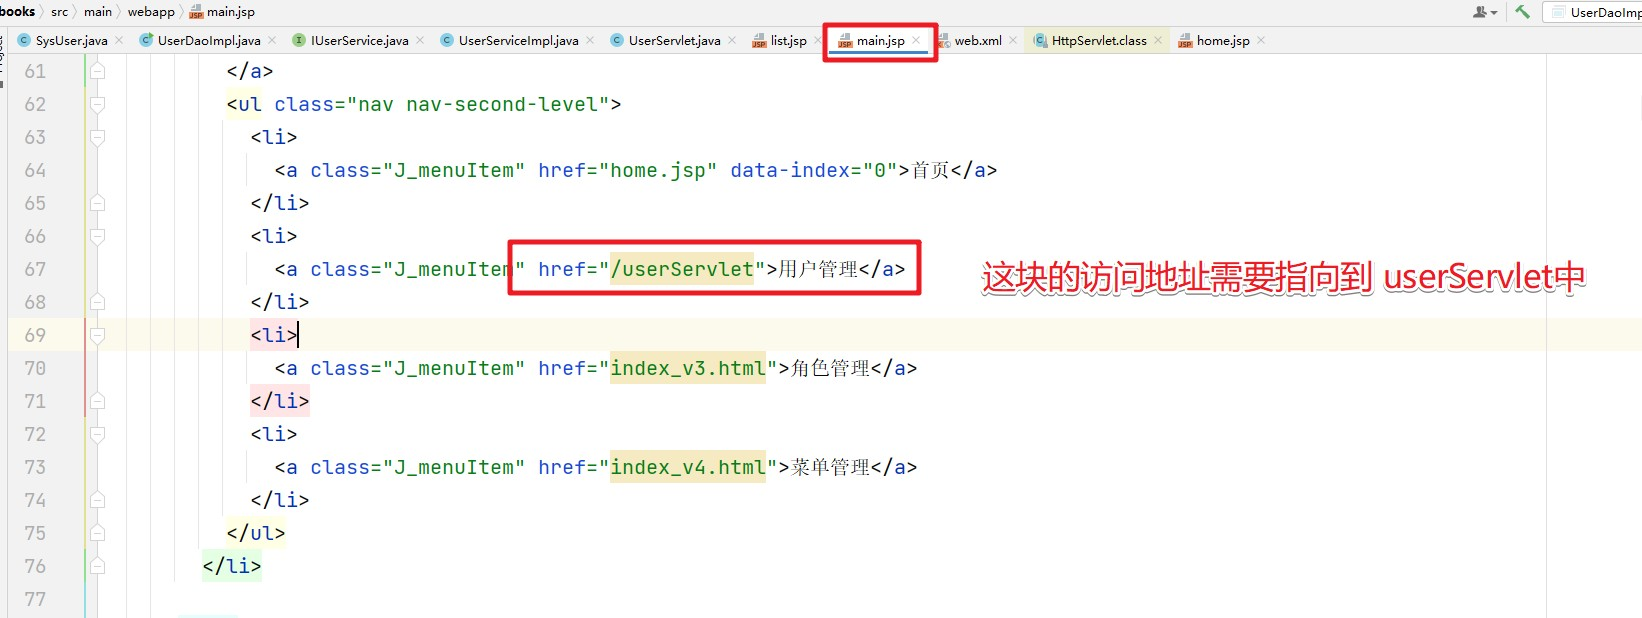 books src main webapp main.jsp UserDaoImp
SysUser.java UserDaoImpl.java IUserService.java UserServiceImpl.java UserServlet.java list.jsp main.jsp web.xml HttpServlet.class home.jsp
61 </a>
62 <ul class="nav nav-second-level">
63 <li>
64 <a class="J_menuItem" href="home.jsp" data-index="0">首页</a>
65 </li>
66 <li>
67 <a class="J_menuItem" href="/userServlet">用户管理</a> 这块的访问地址需要指向到 userServlet中
68 </li>
69 <li>
70 <a class="J_menuItem" href="index_v3.html">角色管理</a>
71 </li>
72 <li>
73 <a class="J_menuItem" href="index_v4.html">菜单管理</a>
74 </li>
75 </ul>
76 </li>
77